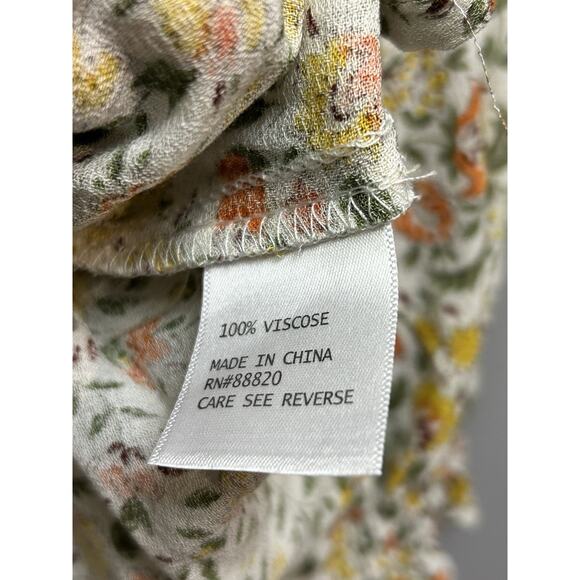 100% VISCOSE
MADE IN CHINA
RN#88820
CARE SEE REVERSE